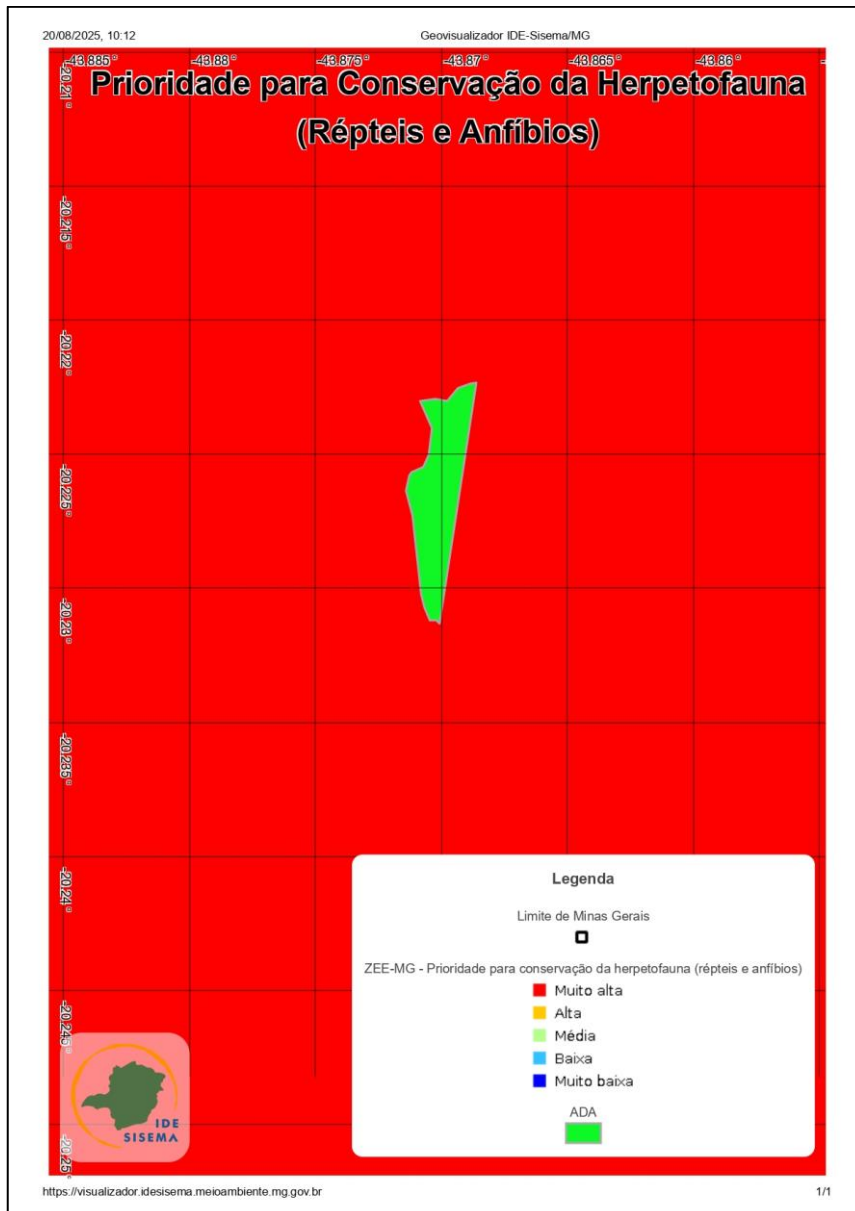 20/08/2025, 10:12
Geovisualizador IDE-Sisema/MG
-43.885° -43.88° -43.875° -43.87° -43.865° -43.86°
Prioridade para Conservação da Herpetofauna
(Répteis e Anfíbios)
-20.21°
-20.215°
-20.22°
-20.225°
-20.23°
-20.235°
-20.24°
-20.245°
-20.25°
Legenda
Limite de Minas Gerais
ZEE-MG - Prioridade para conservação da herpetofauna (répteis e anfíbios)
Muito alta
Alta
Média
Baixa
Muito baixa
ADA
IDE
SISEMA
https://visualizador.idesisema.meioambiente.mg.gov.br
1/1